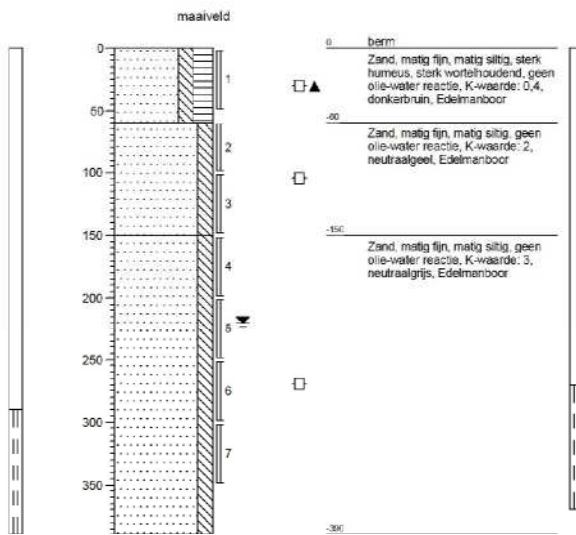 maaiveld
0
50
100
150
200
250
300
350
1
2
3
4
5
6
7
0
berm
Zand, matig fijn, matig siltig, sterk
humeus, sterk wortelhoudend, geen
olie-water reactie, K-waarde: 0,4,
donkerbruin, Edelmanboor
-60
Zand, matig fijn, matig siltig, geen
olie-water reactie, K-waarde: 2,
neutraalgeel, Edelmanboor
-150
Zand, matig fijn, matig siltig, geen
olie-water reactie, K-waarde: 3,
neutraalgrijs, Edelmanboor
-390